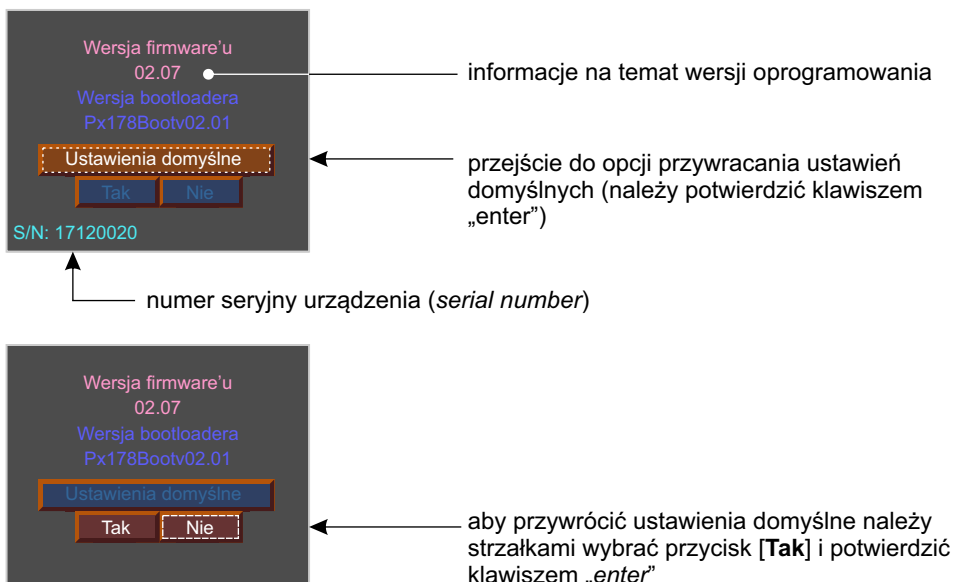 Wersja firmware'u
02.07
informacje na temat wersji oprogramowania
Wersja bootloadera
Px178Bootv02.01
Ustawienia domyślne
przejście do opcji przywracania ustawień
domyślnych (należy potwierdzić klawiszem
„enter”)
Tak Nie
S/N: 17120020
numer seryjny urządzenia (serial number)
Wersja firmware'u
02.07
Wersja bootloadera
Px178Bootv02.01
Ustawienia domyślne
Tak Nie
aby przywrócić ustawienia domyślne należy
strzałkami wybrać przycisk [Tak] i potwierdzić
klawiszem „enter”